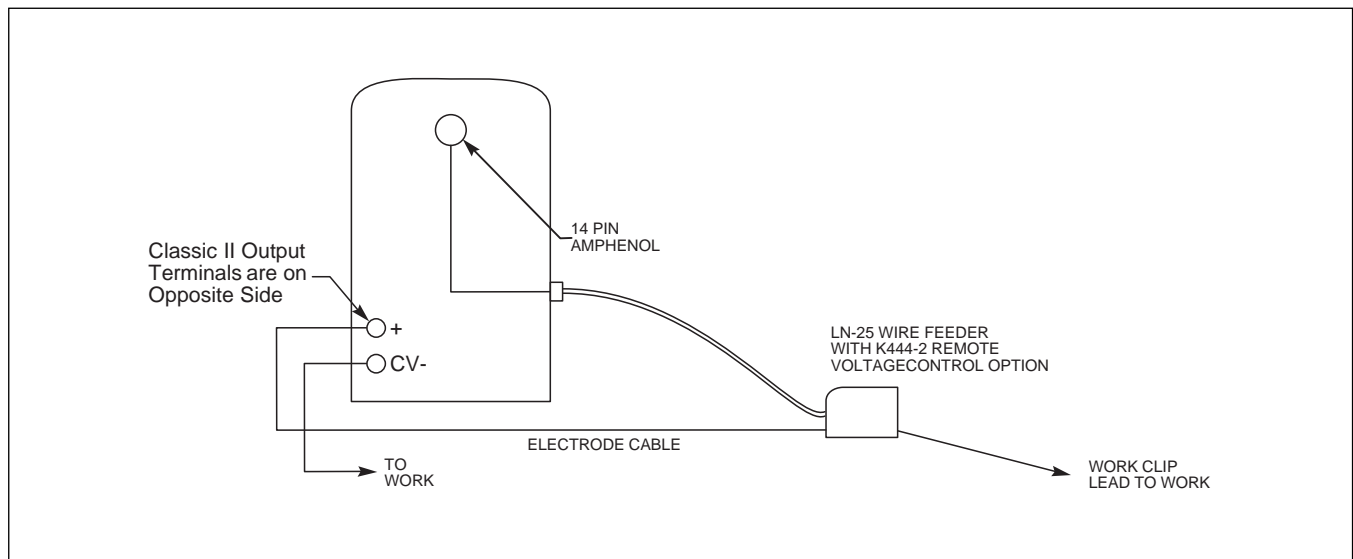 14 PIN
AMPHENOL
Classic II Output
Terminals are on
Opposite Side
+
CV-
LN-25 WIRE FEEDER
WITH K444-2 REMOTE
VOLTAGECONTROL OPTION
ELECTRODE CABLE
TO
WORK
WORK CLIP
LEAD TO WORK